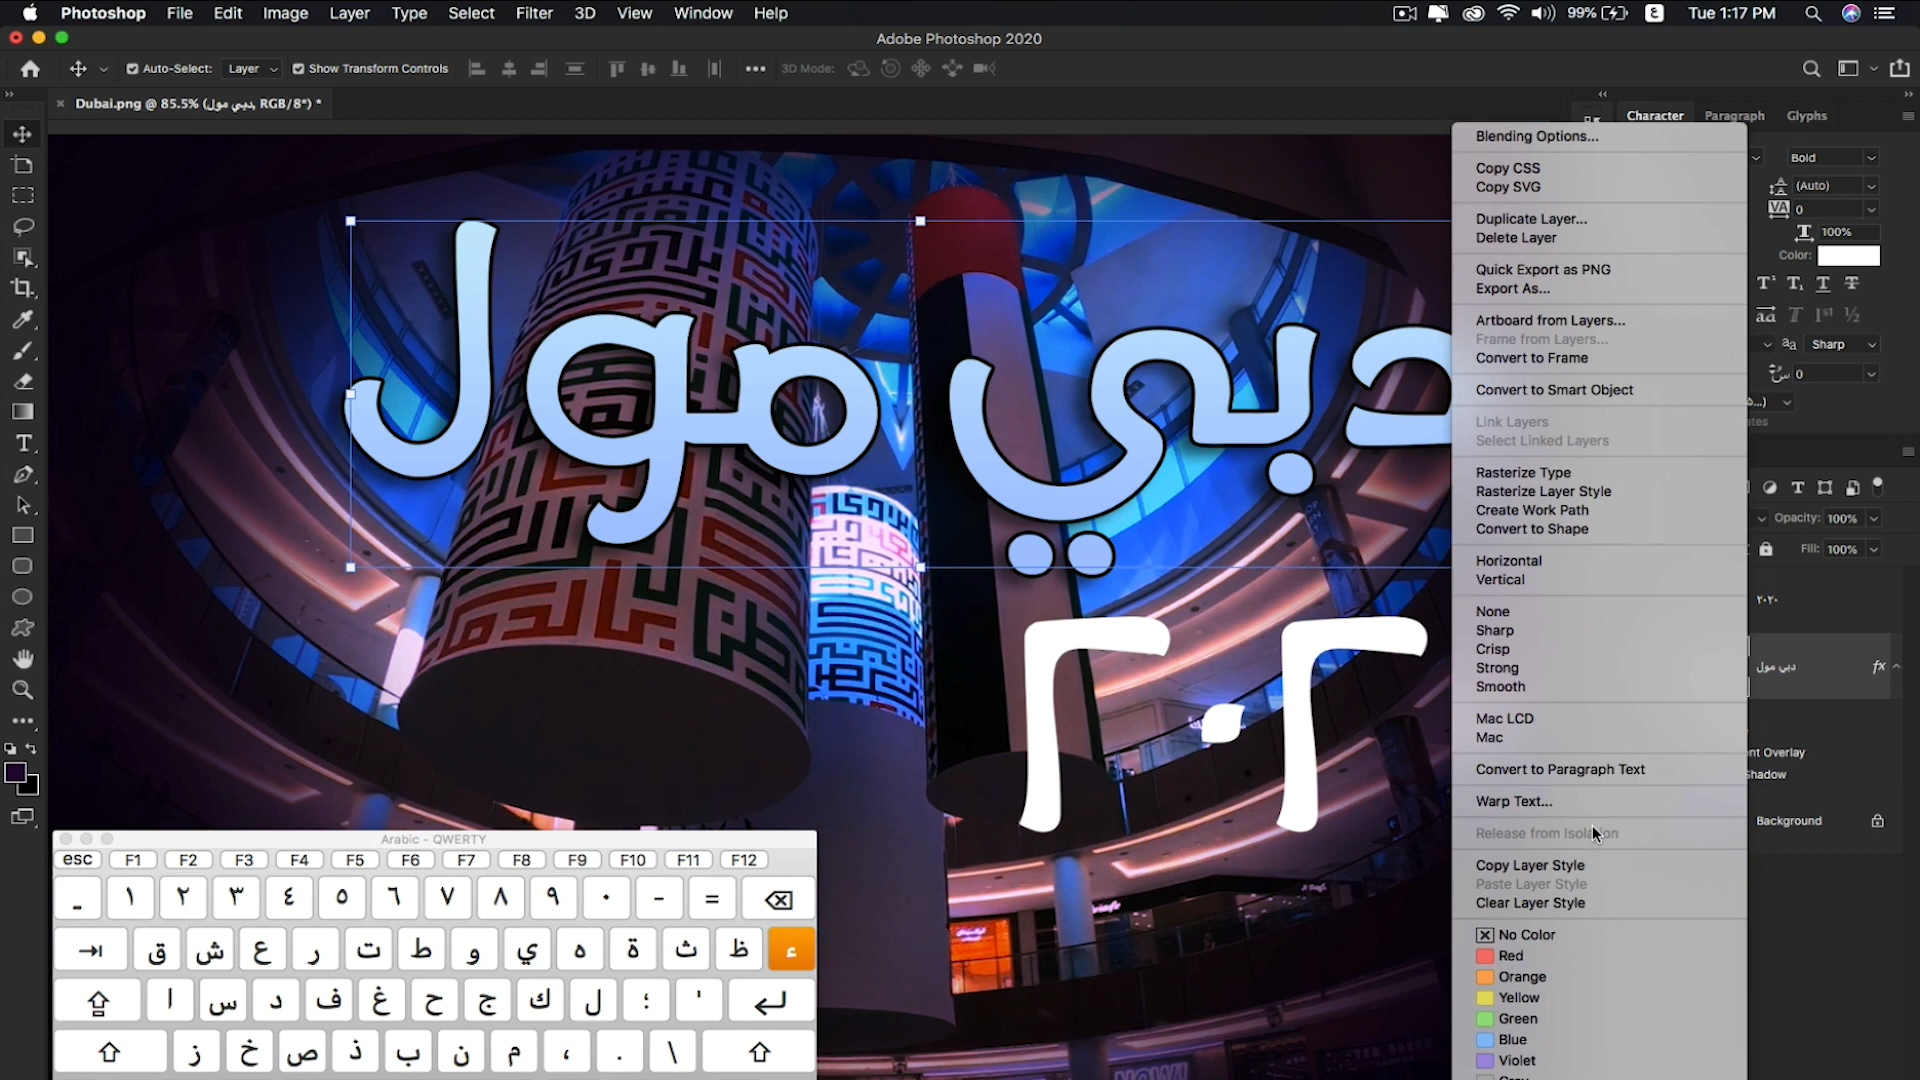 Photoshop File Edit Image Layer Type Select Filter 3D View Window Help
99% ع Tue 1:17 PM
Adobe Photoshop 2020
Auto-Select: Layer Show Transform Controls 3D Mode:
Dubai.png @ 85.5% (دبي مول, RGB/8*) *
Character Paragraph Glyphs
Bold
(Auto)
VA 0
100%
Color:
Sharp
0
دبي مول
٢٠٢
Blending Options...
Copy CSS
Copy SVG
Duplicate Layer...
Delete Layer
Quick Export as PNG
Export As...
Artboard from Layers...
Frame from Layers...
Convert to Frame
Convert to Smart Object
Link Layers
Select Linked Layers
Rasterize Type
Rasterize Layer Style
Create Work Path
Convert to Shape
Horizontal
Vertical
None
Sharp
Crisp
Strong
Smooth
Mac LCD
Mac
Convert to Paragraph Text
Warp Text...
Release from Isolation
Copy Layer Style
Paste Layer Style
Clear Layer Style
No Color
Red
Orange
Yellow
Green
Blue
Violet
Opacity: 100%
Fill: 100%
٢٠٢٠
دبي مول fx
nt Overlay
Shadow
Background
Arabic - QWERTY
esc F1 F2 F3 F4 F5 F6 F7 F8 F9 F10 F11 F12
ـ ١ ٢ ٣ ٤ ٥ ٦ ٧ ٨ ٩ ٠ - =
ق ش ع ر ت ط و ي ه ة ث ظ ء
ا س د ف غ ح ج ك ل ؛ '
ز خ ص ذ ب ن م ، . \